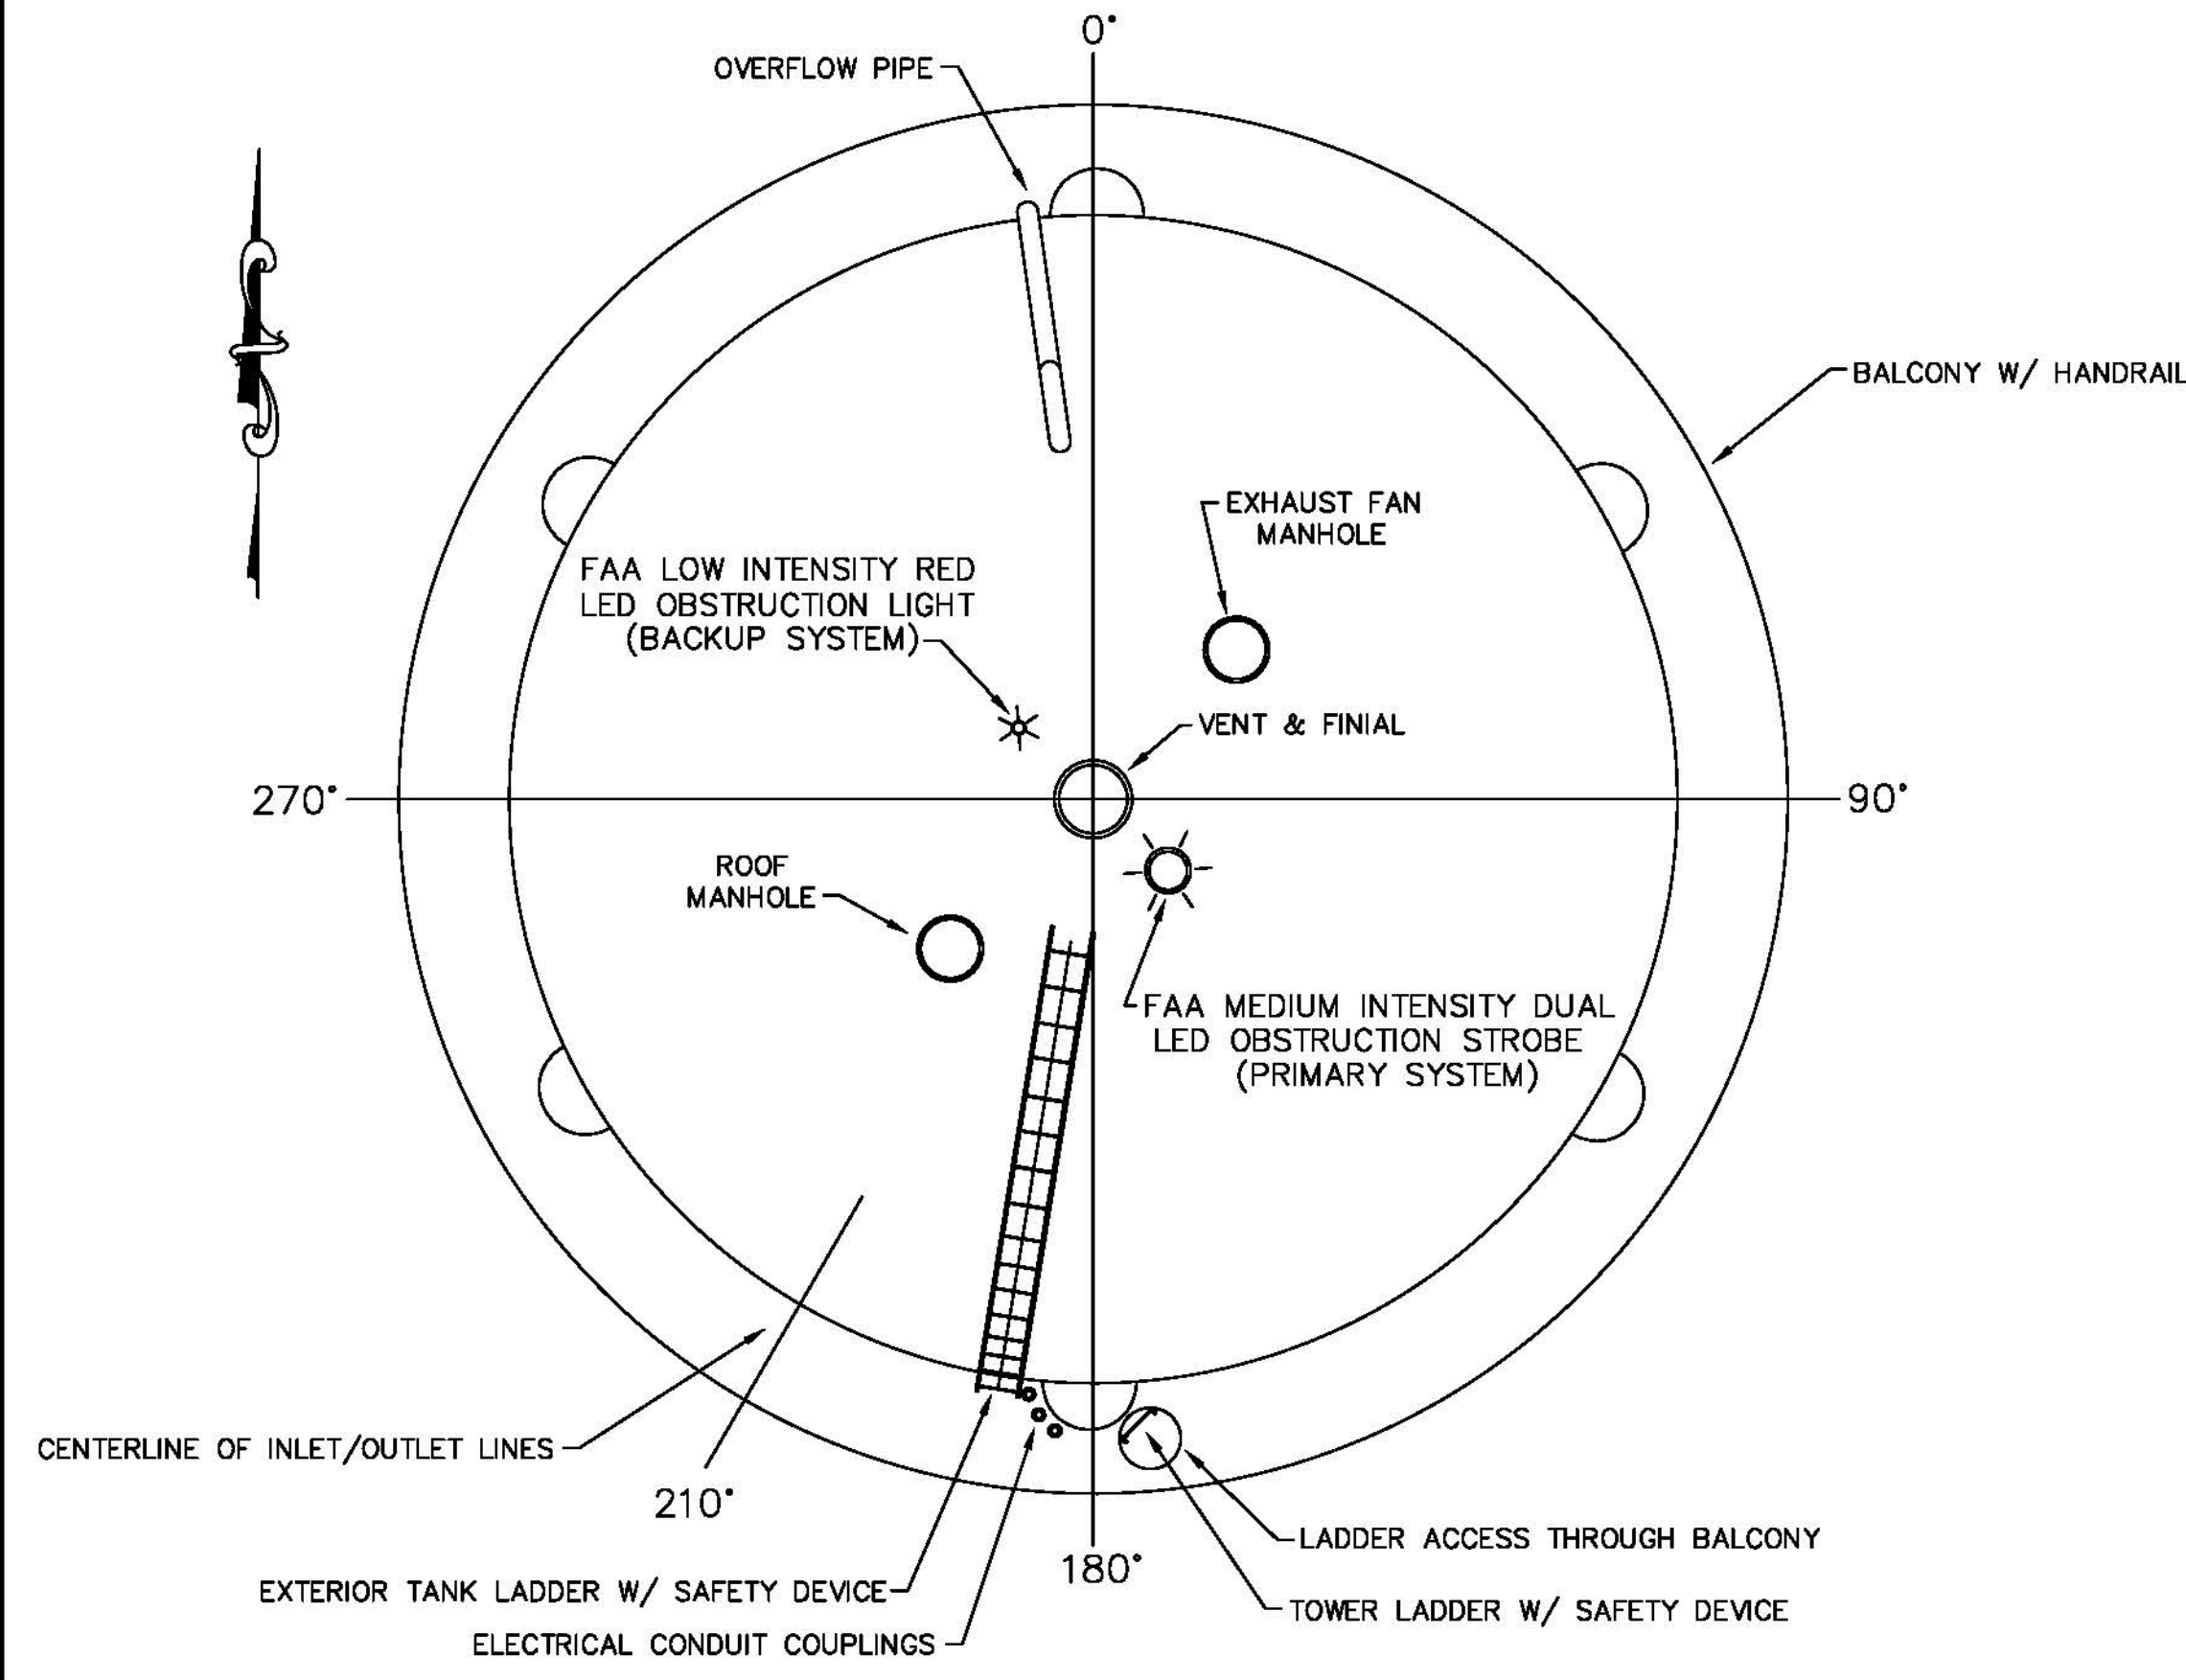 0°
OVERFLOW PIPE
BALCONY W/ HANDRAIL
EXHAUST FAN
MANHOLE
FAA LOW INTENSITY RED
LED OBSTRUCTION LIGHT
(BACKUP SYSTEM)
VENT & FINIAL
270°
90°
ROOF
MANHOLE
FAA MEDIUM INTENSITY DUAL
LED OBSTRUCTION STROBE
(PRIMARY SYSTEM)
CENTERLINE OF INLET/OUTLET LINES
210°
LADDER ACCESS THROUGH BALCONY
180°
EXTERIOR TANK LADDER W/ SAFETY DEVICE
TOWER LADDER W/ SAFETY DEVICE
ELECTRICAL CONDUIT COUPLINGS